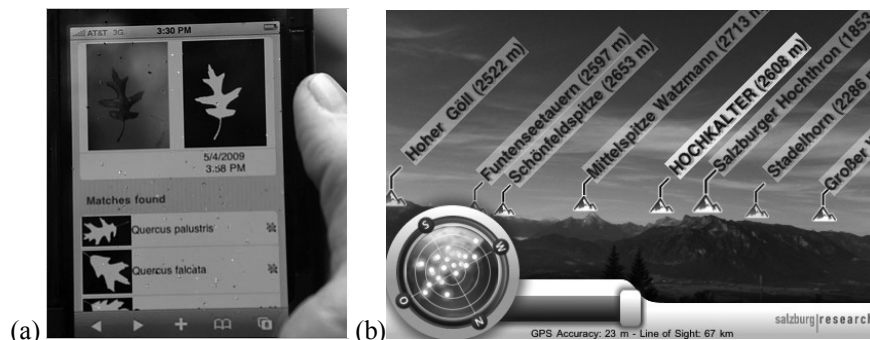 AT&T 3G 3:30 PM
5/4/2009
3:58 PM
Matches found
Quercus palustris
Quercus falcata
(a)
Hoher Göll (2522 m)
Funtenseetauern (2597 m)
Schönfeldspitze (2653 m)
Mittelspitze Watzmann (2713 m
HOCHKALTER (2608 m)
Salzburger Hochthron (1853
Stadelhorn (2286 m
Großer
S
W
O
N
GPS Accuracy: 23 m - Line of Sight: 67 km
salzburg|research
(b)